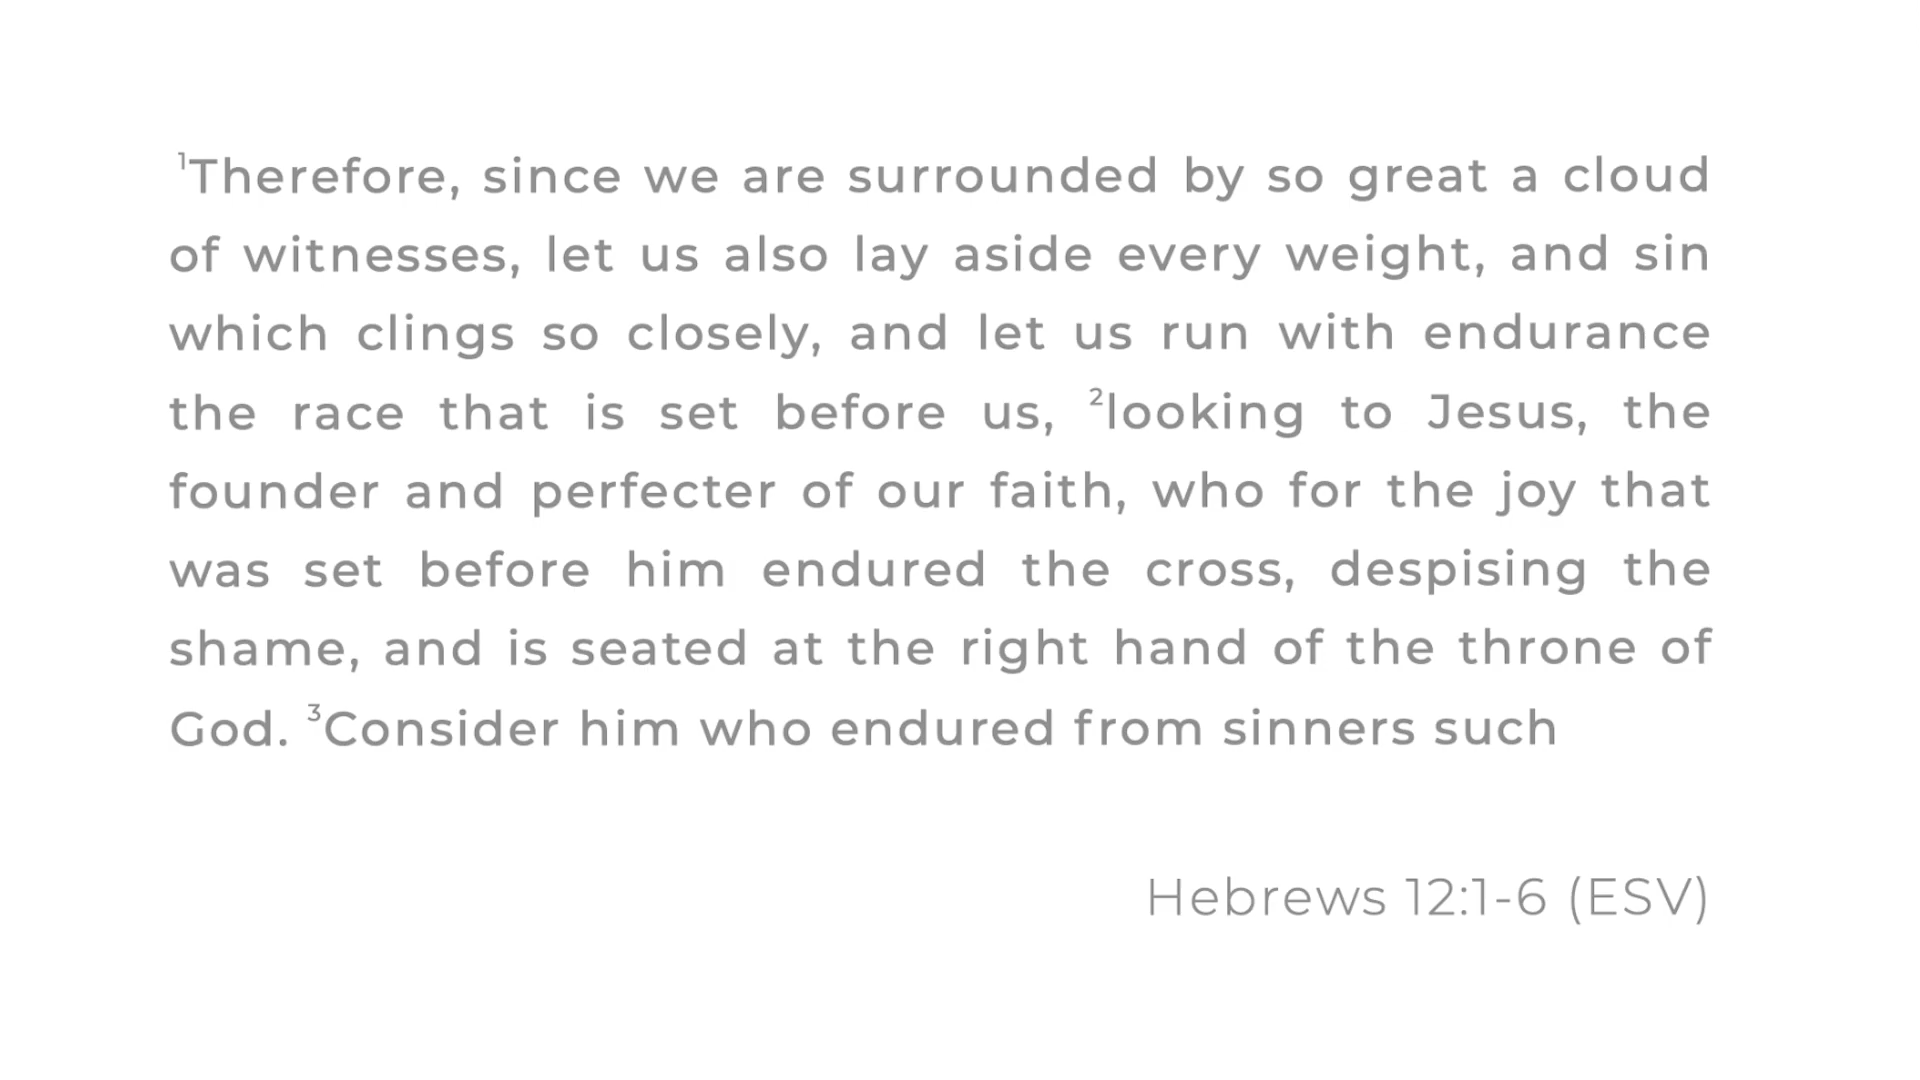 ¹Therefore, since we are surrounded by so great a cloud
of witnesses, let us also lay aside every weight, and sin
which clings so closely, and let us run with endurance
the race that is set before us, ²looking to Jesus, the
founder and perfecter of our faith, who for the joy that
was set before him endured the cross, despising the
shame, and is seated at the right hand of the throne of
God. ³Consider him who endured from sinners such
Hebrews 12:1-6 (ESV)